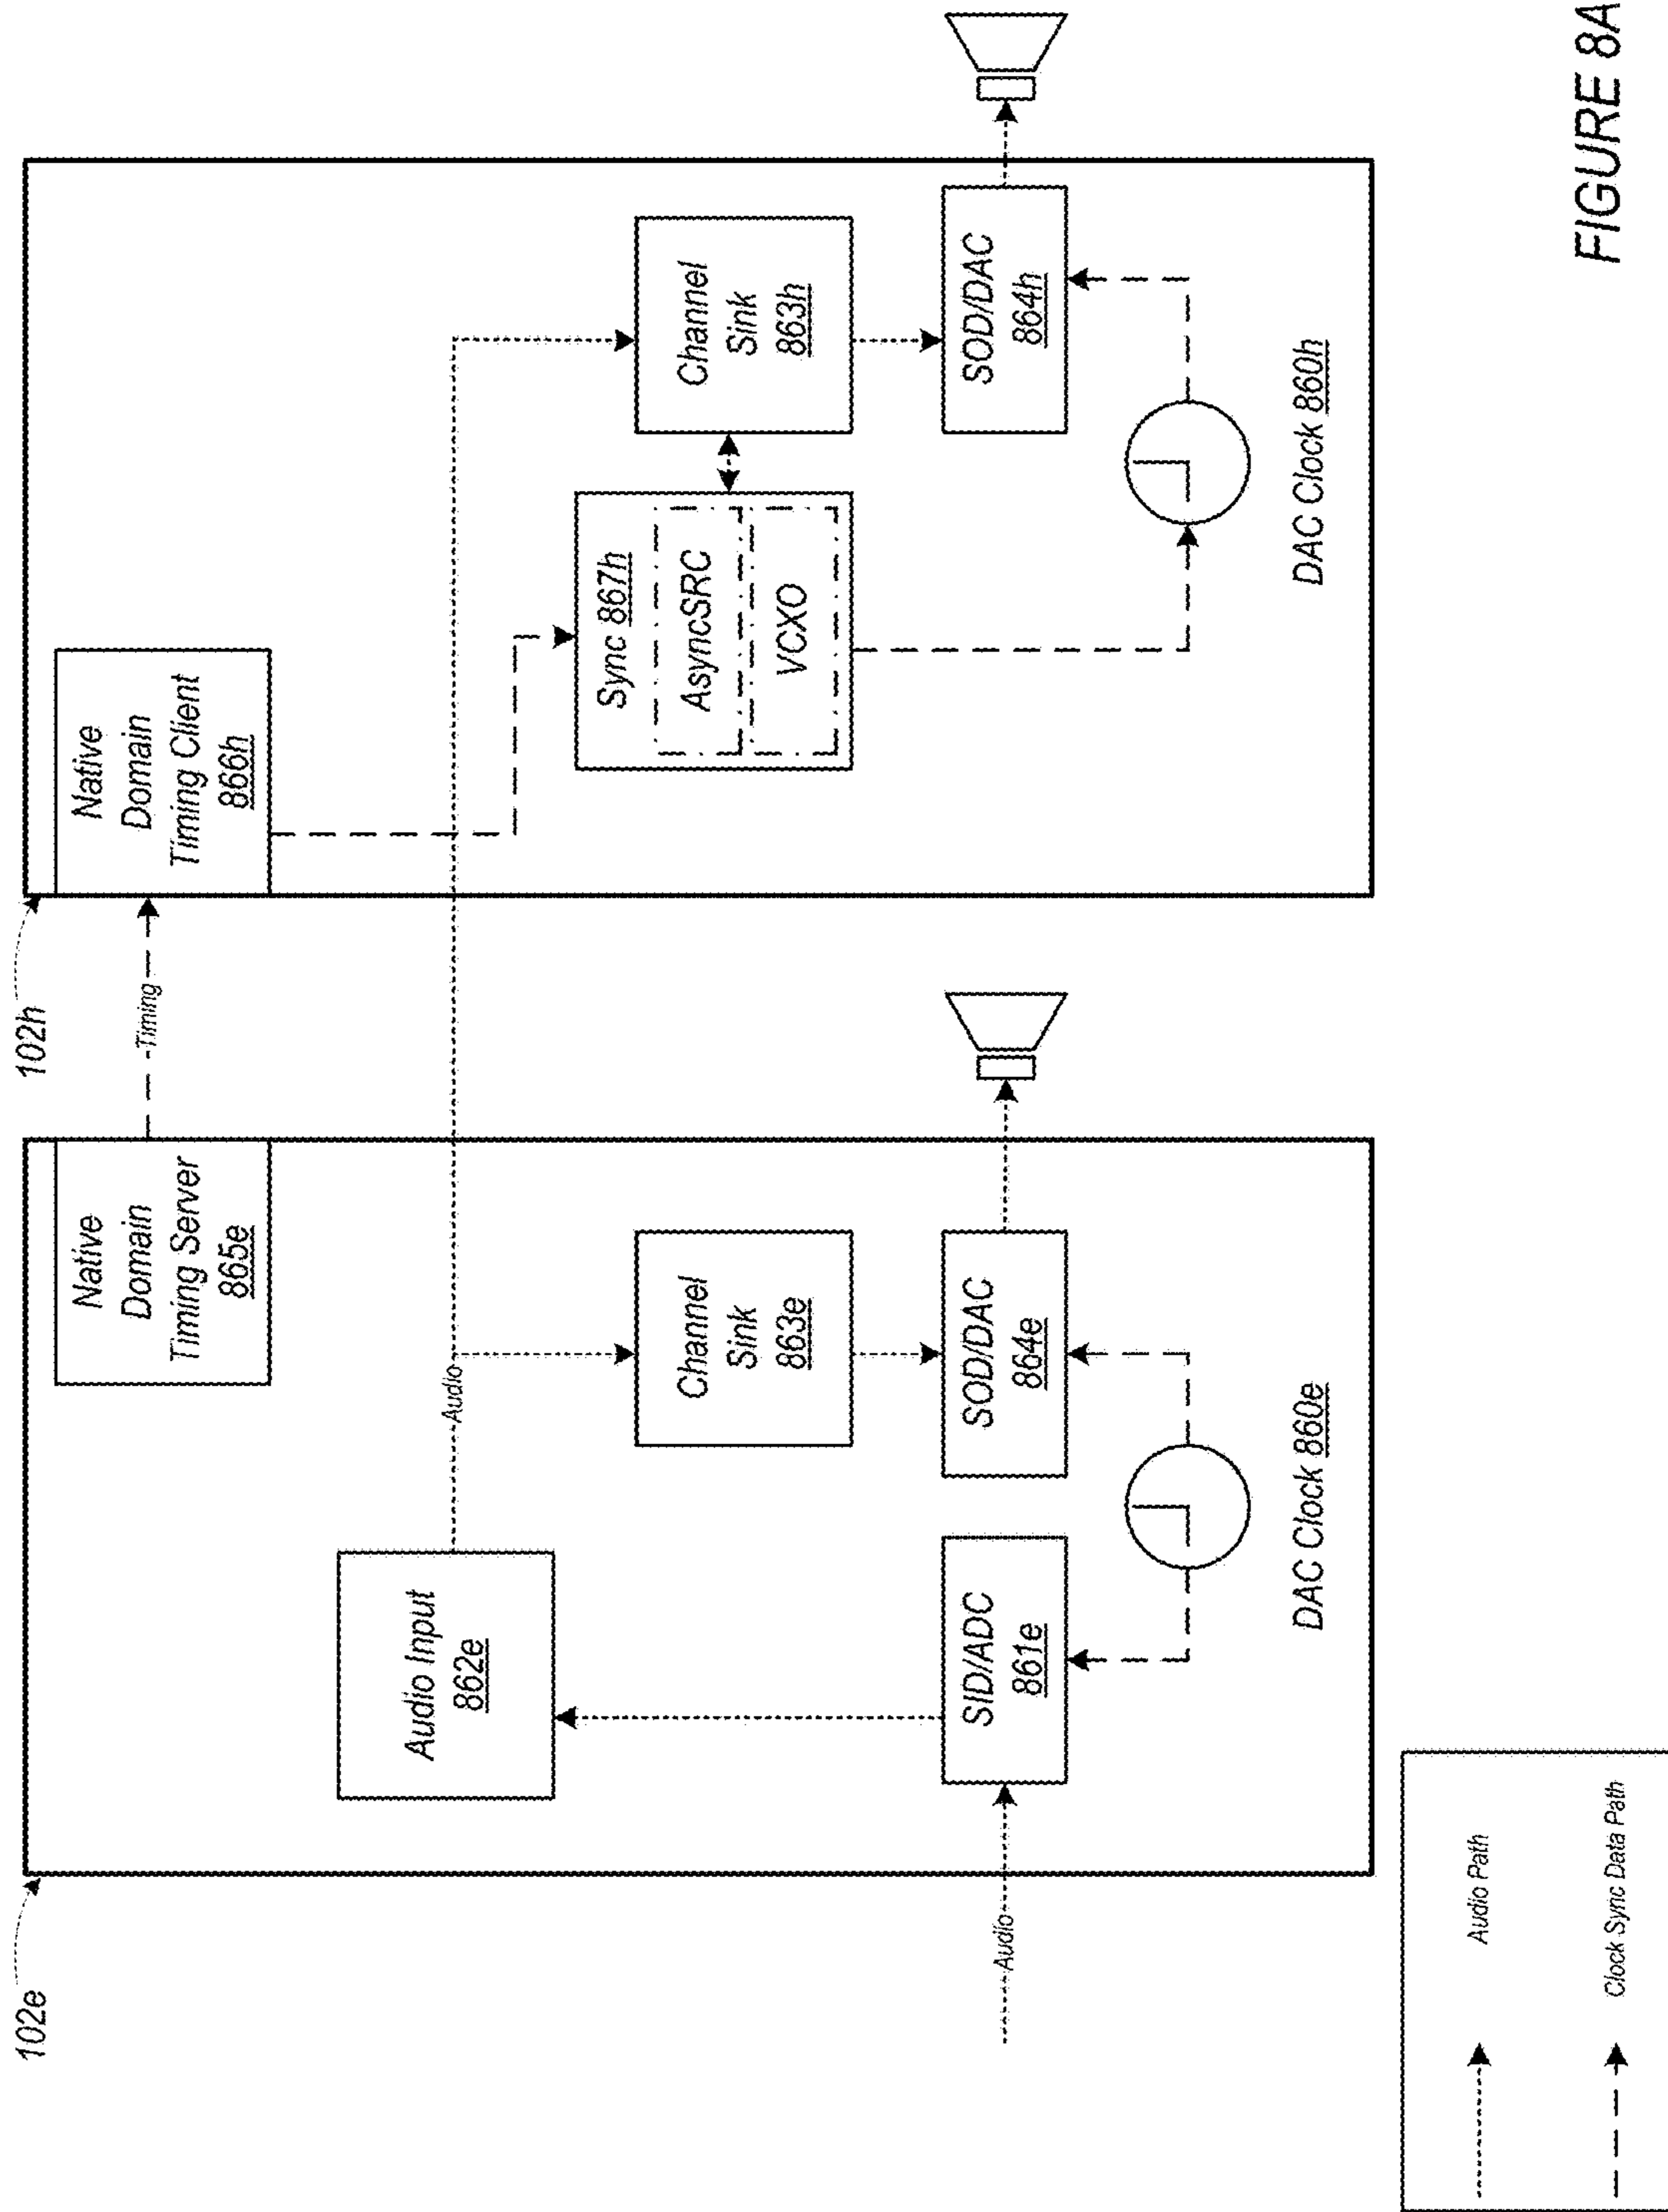 102e
102h
Native
Domain
Timing Server
865e
Timing
Native
Domain
Timing Client
866h
Audio Input
862e
Audio
Channel
Sink
863e
Sync 867h
AsyncSRC
VCXO
Channel
Sink
863h
Audio
SID/ADC
861e
SOD/DAC
864e
SOD/DAC
864h
DAC Clock 860e
DAC Clock 860h
Audio Path
Clock Sync Data Path
FIGURE 8A